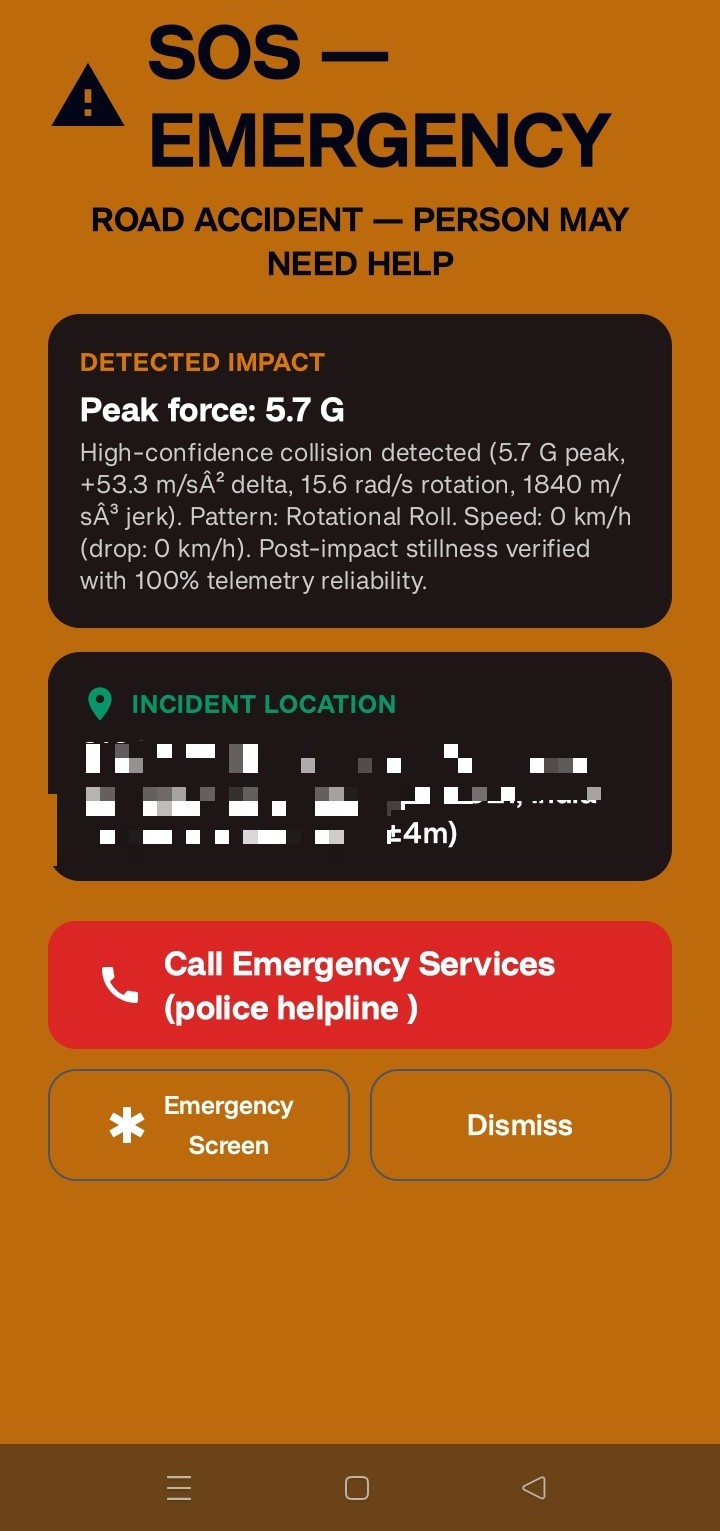 SOS —
EMERGENCY
ROAD ACCIDENT — PERSON MAY
NEED HELP
DETECTED IMPACT
Peak force: 5.7 G
High-confidence collision detected (5.7 G peak,
+53.3 m/sÂ² delta, 15.6 rad/s rotation, 1840 m/
sÂ³ jerk). Pattern: Rotational Roll. Speed: 0 km/h
(drop: 0 km/h). Post-impact stillness verified
with 100% telemetry reliability.
INCIDENT LOCATION
±4m)
Call Emergency Services
(police helpline )
Emergency
Screen
Dismiss